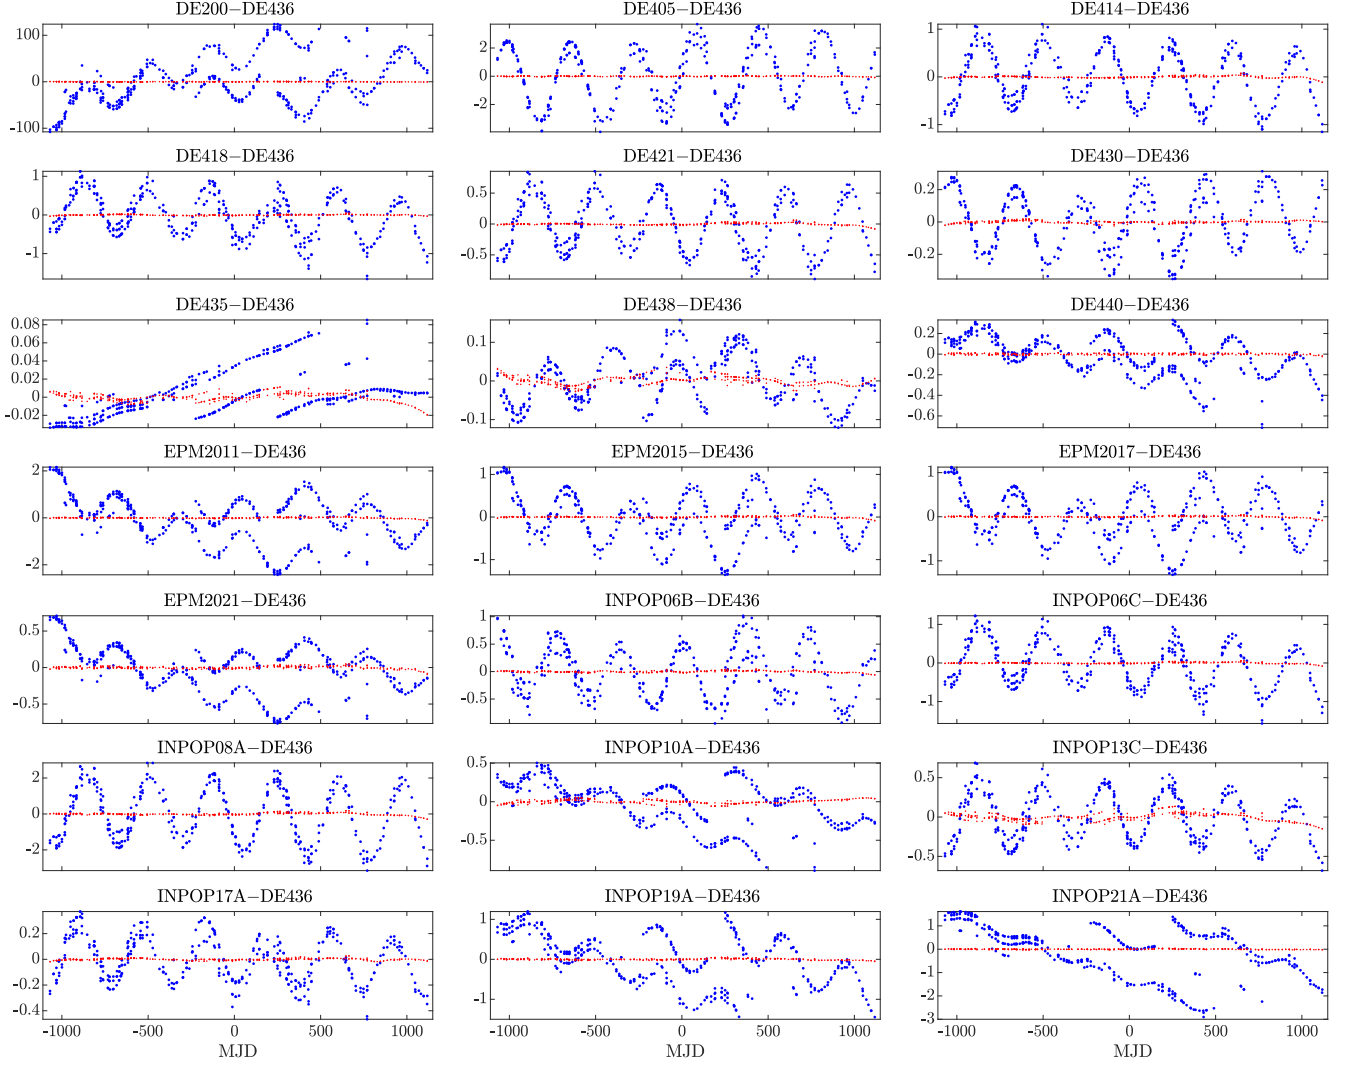 DE200−DE436 DE405−DE436 DE414−DE436
100 0 -100
2 0 -2
1 0 -1
DE418−DE436 DE421−DE436 DE430−DE436
1 0 -1
0.5 0 -0.5
0.2 0 -0.2
DE435−DE436 DE438−DE436 DE440−DE436
0.08 0.06 0.04 0.02 0 -0.02
0.1 0 -0.1
0.2 0 -0.2 -0.4 -0.6
EPM2011−DE436 EPM2015−DE436 EPM2017−DE436
2 0 -2
1 0 -1
1 0 -1
EPM2021−DE436 INPOP06B−DE436 INPOP06C−DE436
0.5 0 -0.5
1 0.5 0 -0.5
1 0 -1
INPOP08A−DE436 INPOP10A−DE436 INPOP13C−DE436
2 0 -2
0.5 0 -0.5
0.5 0 -0.5
INPOP17A−DE436 INPOP19A−DE436 INPOP21A−DE436
0.2 0 -0.2 -0.4
1 0 -1
1 0 -1 -2 -3
-1000 -500 0 500 1000 -1000 -500 0 500 1000 -1000 -500 0 500 1000
MJD MJD MJD